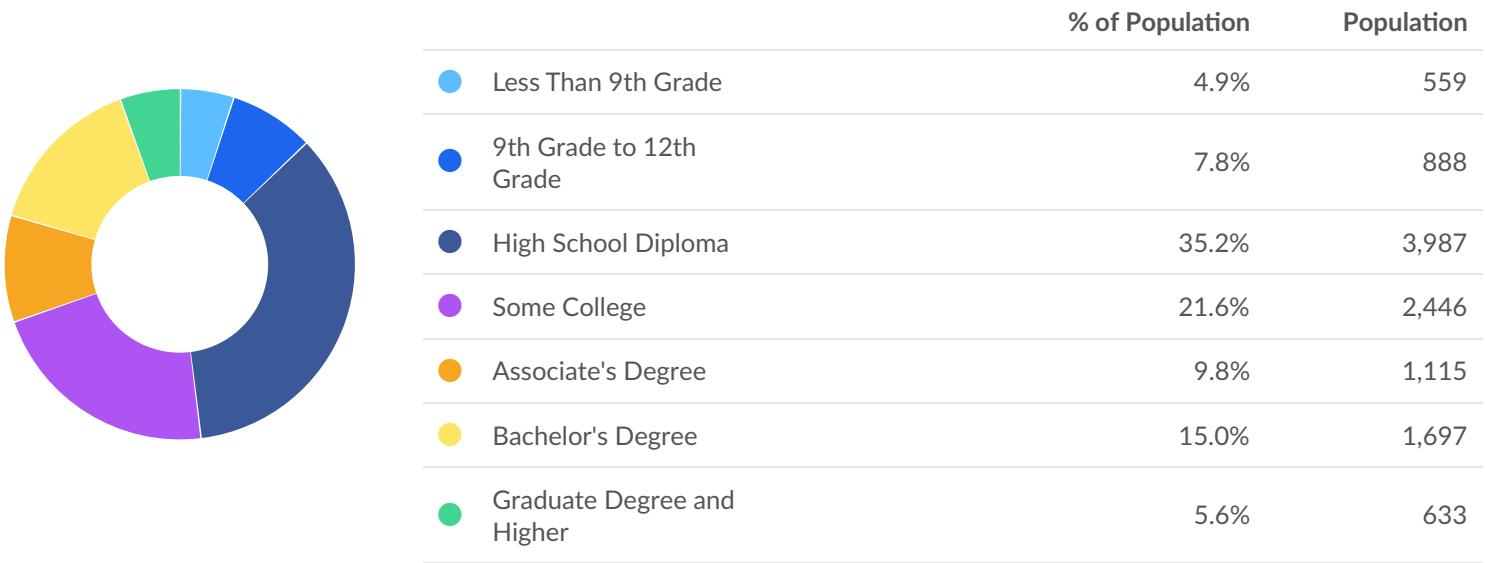 % of Population Population
Less Than 9th Grade 4.9% 559
9th Grade to 12th
Grade 7.8% 888
High School Diploma 35.2% 3,987
Some College 21.6% 2,446
Associate's Degree 9.8% 1,115
Bachelor's Degree 15.0% 1,697
Graduate Degree and
Higher 5.6% 633